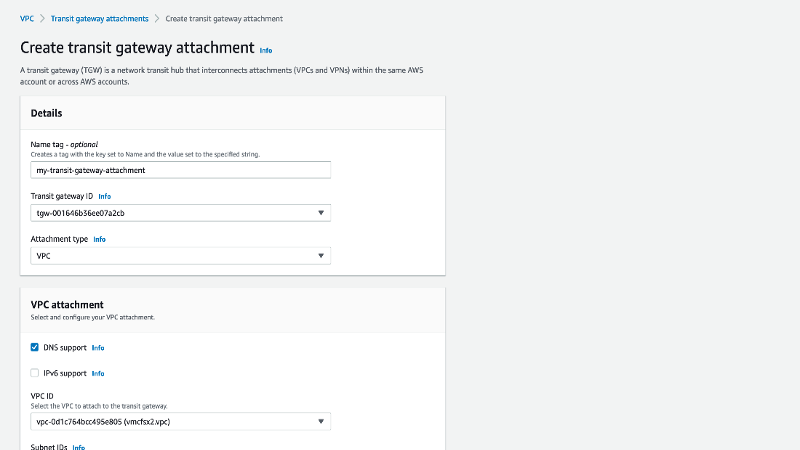 VPC > Transit gateway attachments > Create transit gateway attachment
Create transit gateway attachment Info
A transit gateway (TGW) is a network transit hub that interconnects attachments (VPCs and VPNs) within the same AWS
account or across AWS accounts.
Details
Name tag - optional
Creates a tag with the key set to Name and the value set to the specified string.
my-transit-gateway-attachment
Transit gateway ID Info
tgw-001646b36ee07a2cb
Attachment type Info
VPC
VPC attachment
Select and configure your VPC attachment.
DNS support Info
IPv6 support Info
VPC ID
Select the VPC to attach to the transit gateway.
vpc-0d1c764bcc495e805 (vmcfsx2.vpc)
Subnet IDs Info